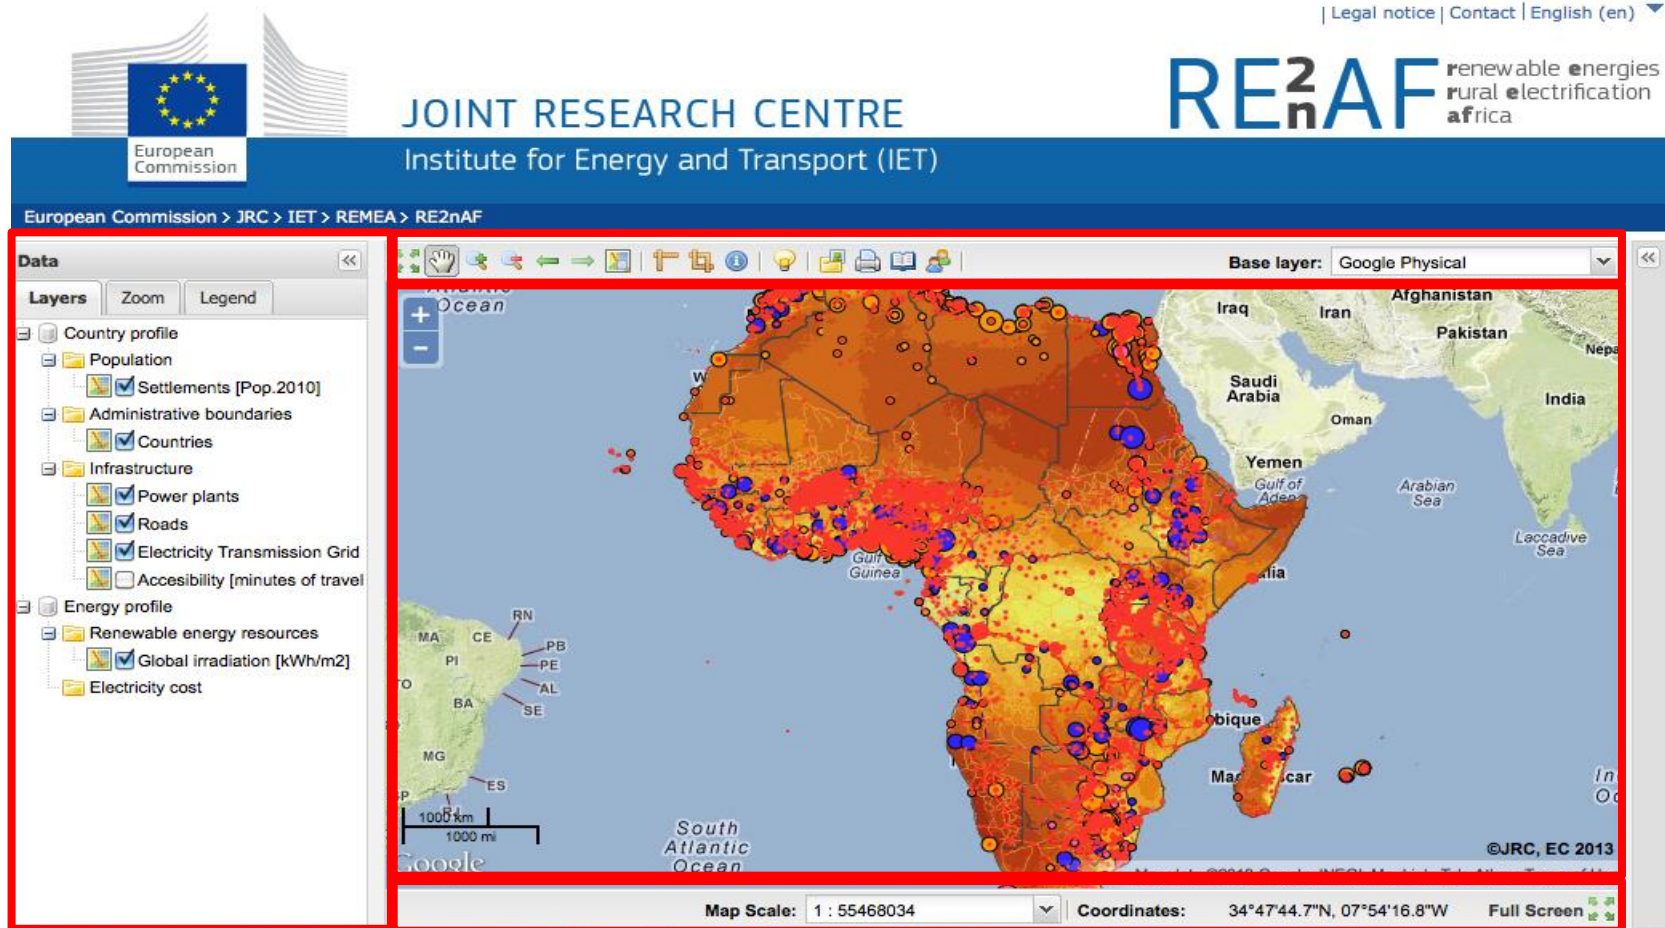 | Legal notice | Contact | English (en)
RE2nAF
renewable energies
rural electrification
africa
JOINT RESEARCH CENTRE
European
Commission
Institute for Energy and Transport (IET)
European Commission > JRC > IET > REMEA > RE2nAF
Data
Base layer: Google Physical
Layers Zoom Legend
Country profile
Population
Settlements [Pop.2010]
Administrative boundaries
Countries
Infrastructure
Power plants
Roads
Electricity Transmission Grid
Accesibility [minutes of travel
Energy profile
Renewable energy resources
Global irradiation [kWh/m2]
Electricity cost
+
Ocean
−
Afghanistan
Iraq
Iran
Pakistan
Saudi
Arabia
India
Oman
Yemen
Gulf of
Aden
Arabian
Sea
Laccadive
Sea
Gulf
Guinea
RN
MA CE
PB
PI
PE
AL
BA
SE
MG
ES
1000 km
1000 mi
Google
South
Atlantic
Ocean
©JRC, EC 2013
Map Scale: 1 : 55468034
Coordinates: 34°47'44.7"N, 07°54'16.8"W
Full Screen